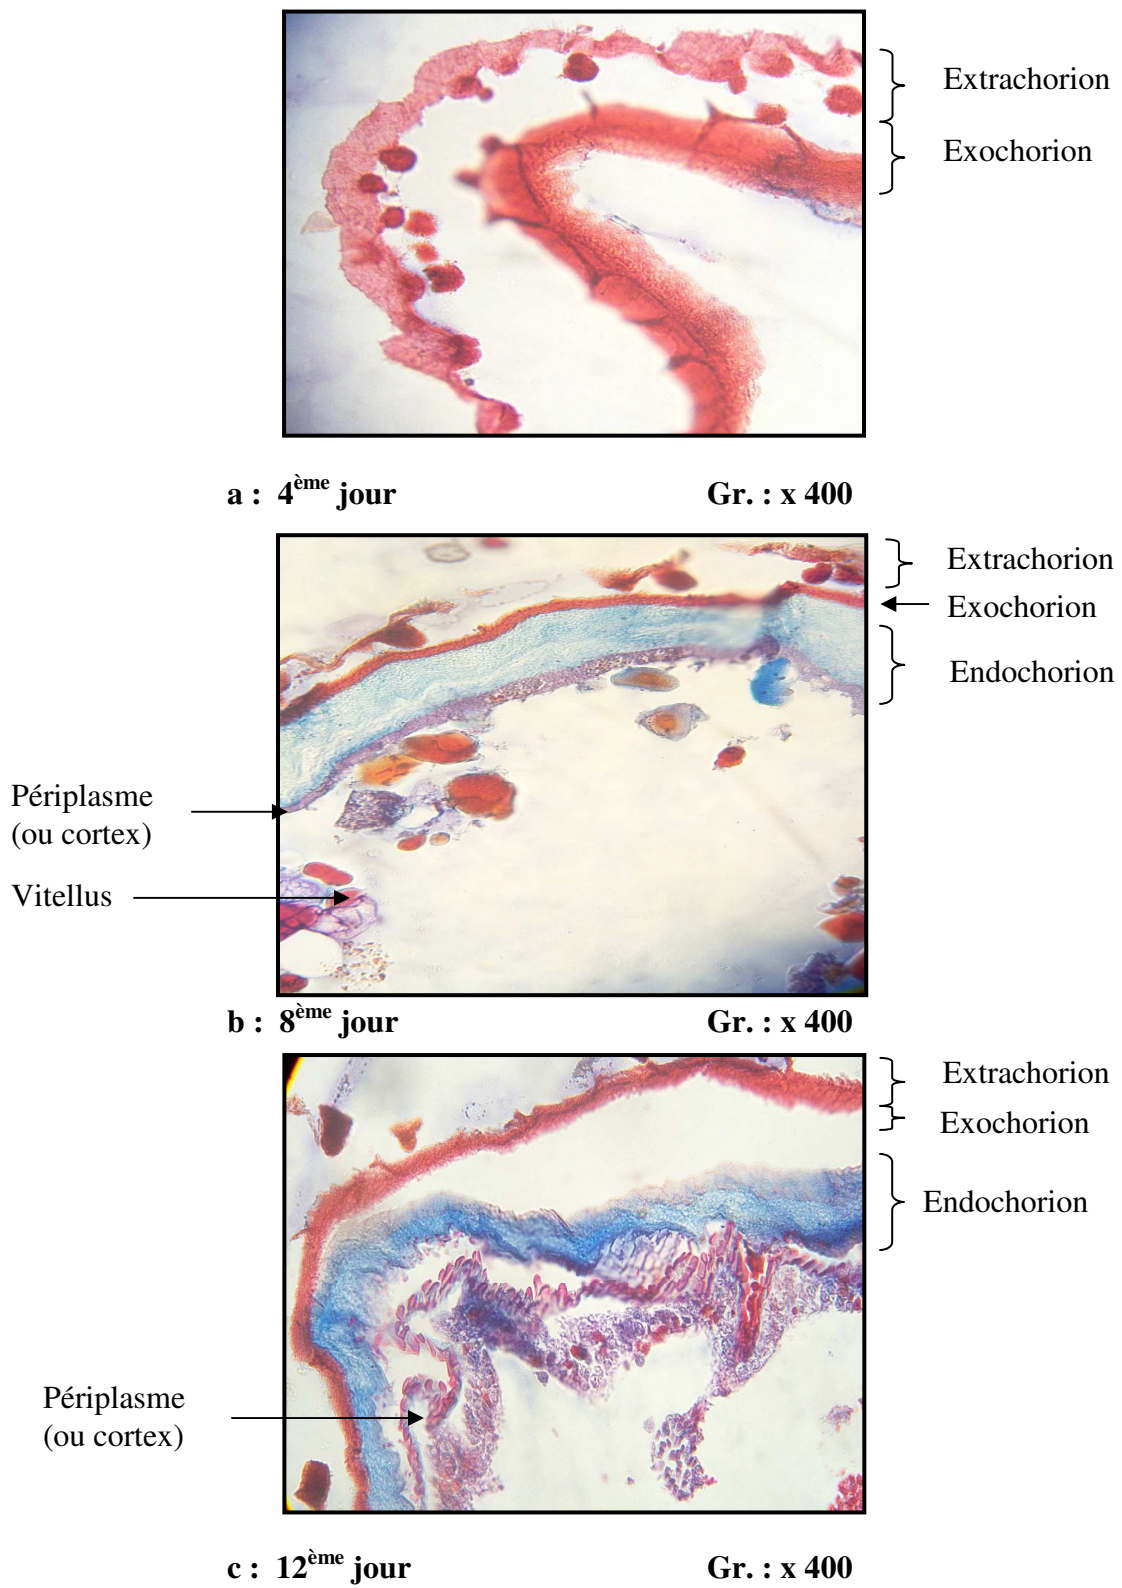 Extrachorion
Exochorion
a : 4ème jour Gr. : x 400
Extrachorion
Exochorion
Endochorion
Périplasme
(ou cortex)
Vitellus
b : 8ème jour Gr. : x 400
Extrachorion
Exochorion
Endochorion
Périplasme
(ou cortex)
c : 12ème jour Gr. : x 400